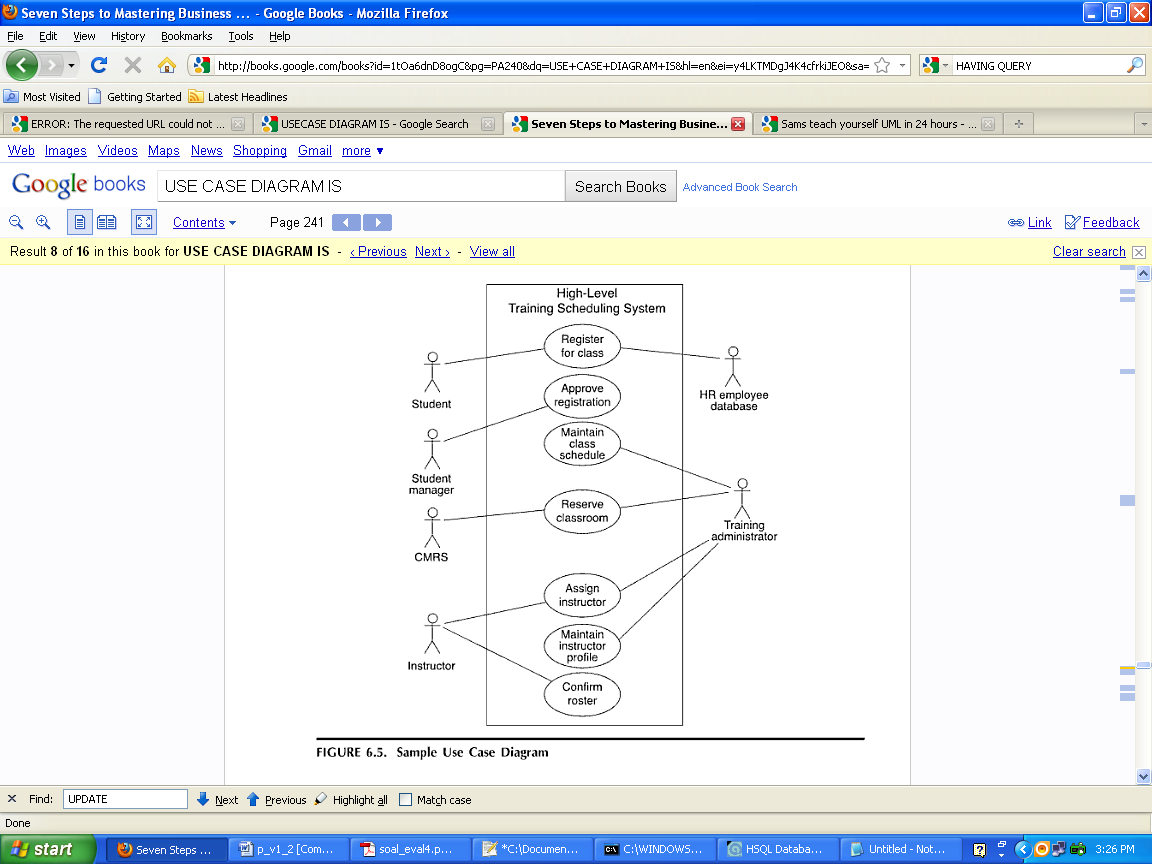 Seven Steps to Mastering Business ... - Google Books - Mozilla Firefox
File Edit View History Bookmarks Tools Help
http://books.google.com/books?id=1tOa6dnD8ogC&pg=PA240&dq=USE+CASE+DIAGRAM+IS&hl=en&ei=y4LKTMDgJ4K4cfrkiJEO&sa=
HAVING QUERY
Most Visited Getting Started Latest Headlines
ERROR: The requested URL could not ... USECASE DIAGRAM IS - Google Search Seven Steps to Mastering Busine... Sams teach yourself UML in 24 hours - ...
Web Images Videos Maps News Shopping Gmail more ▼
Google books USE CASE DIAGRAM IS Search Books Advanced Book Search
Contents Page 241 Link Feedback
Result 8 of 16 in this book for USE CASE DIAGRAM IS - ‹ Previous Next › - View all Clear search
High-Level
Training Scheduling System
Register
for class
Student
HR employee
database
Approve
registration
Student
manager
Maintain
class
schedule
Reserve
classroom
CMRS
Training
administrator
Assign
instructor
Instructor
Maintain
instructor
profile
Confirm
roster
FIGURE 6.5. Sample Use Case Diagram
Find: UPDATE Next Previous Highlight all Match case
Done
start Seven Steps ... p_v1_2 [Com... soal_eval4.p... *C:\Documen... C:\WINDOWS... HSQL Databa... Untitled - Not... 3:26 PM